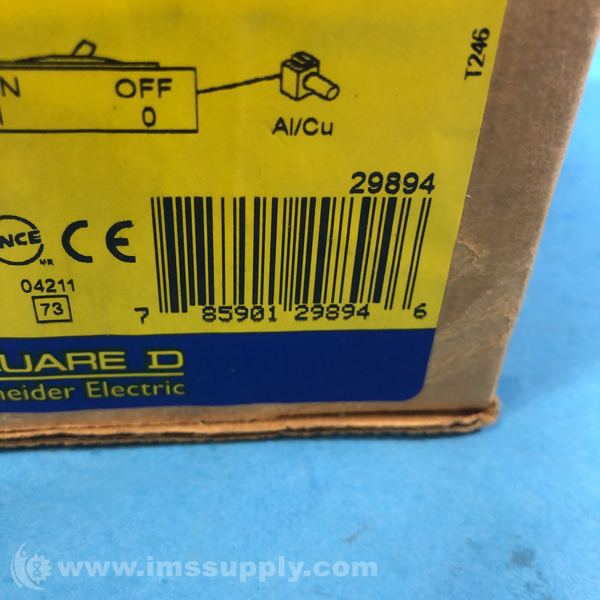 T246
N OFF
I 0
Al/Cu
29894
NCE
MR
CE
04211
73
7 85901 29894 6
UARE D
neider Electric
www.imssupply.com